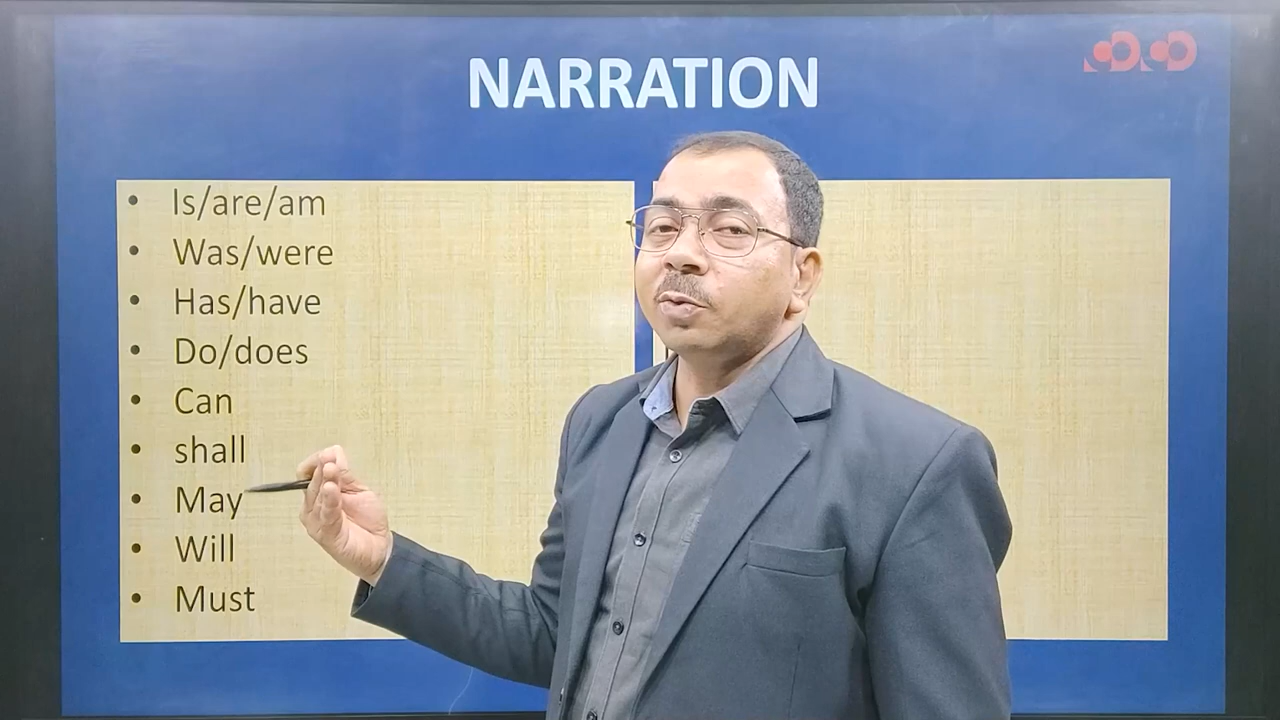 NARRATION
• Is/are/am
• Was/were
• Has/have
• Do/does
• Can
• shall
• May
• Will
• Must